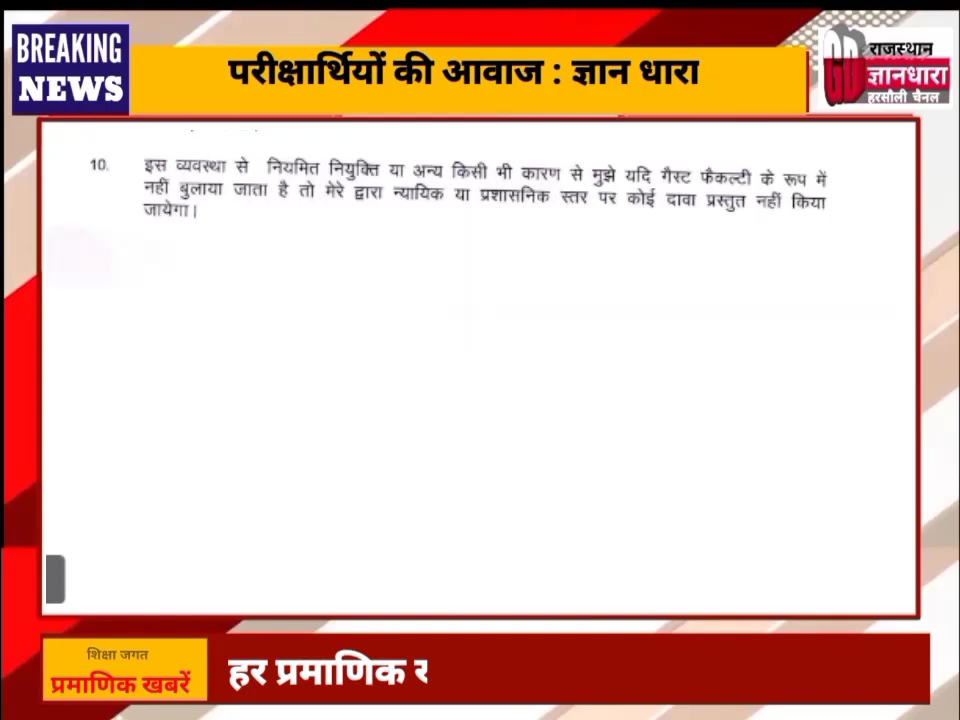 BREAKING
NEWS
परीक्षार्थियों की आवाज : ज्ञान धारा
GD
राजस्थान
ज्ञानधारा
हरसौली चैनल
10. इस व्यवस्था से नियमित नियुक्ति या अन्य किसी भी कारण से मुझे यदि गैस्ट फैकल्टी के रूप में
नहीं बुलाया जाता है तो मेरे द्वारा न्यायिक या प्रशासनिक स्तर पर कोई दावा प्रस्तुत नहीं किया
जायेगा।
शिक्षा जगत
प्रमाणिक खबरें
हर प्रमाणिक